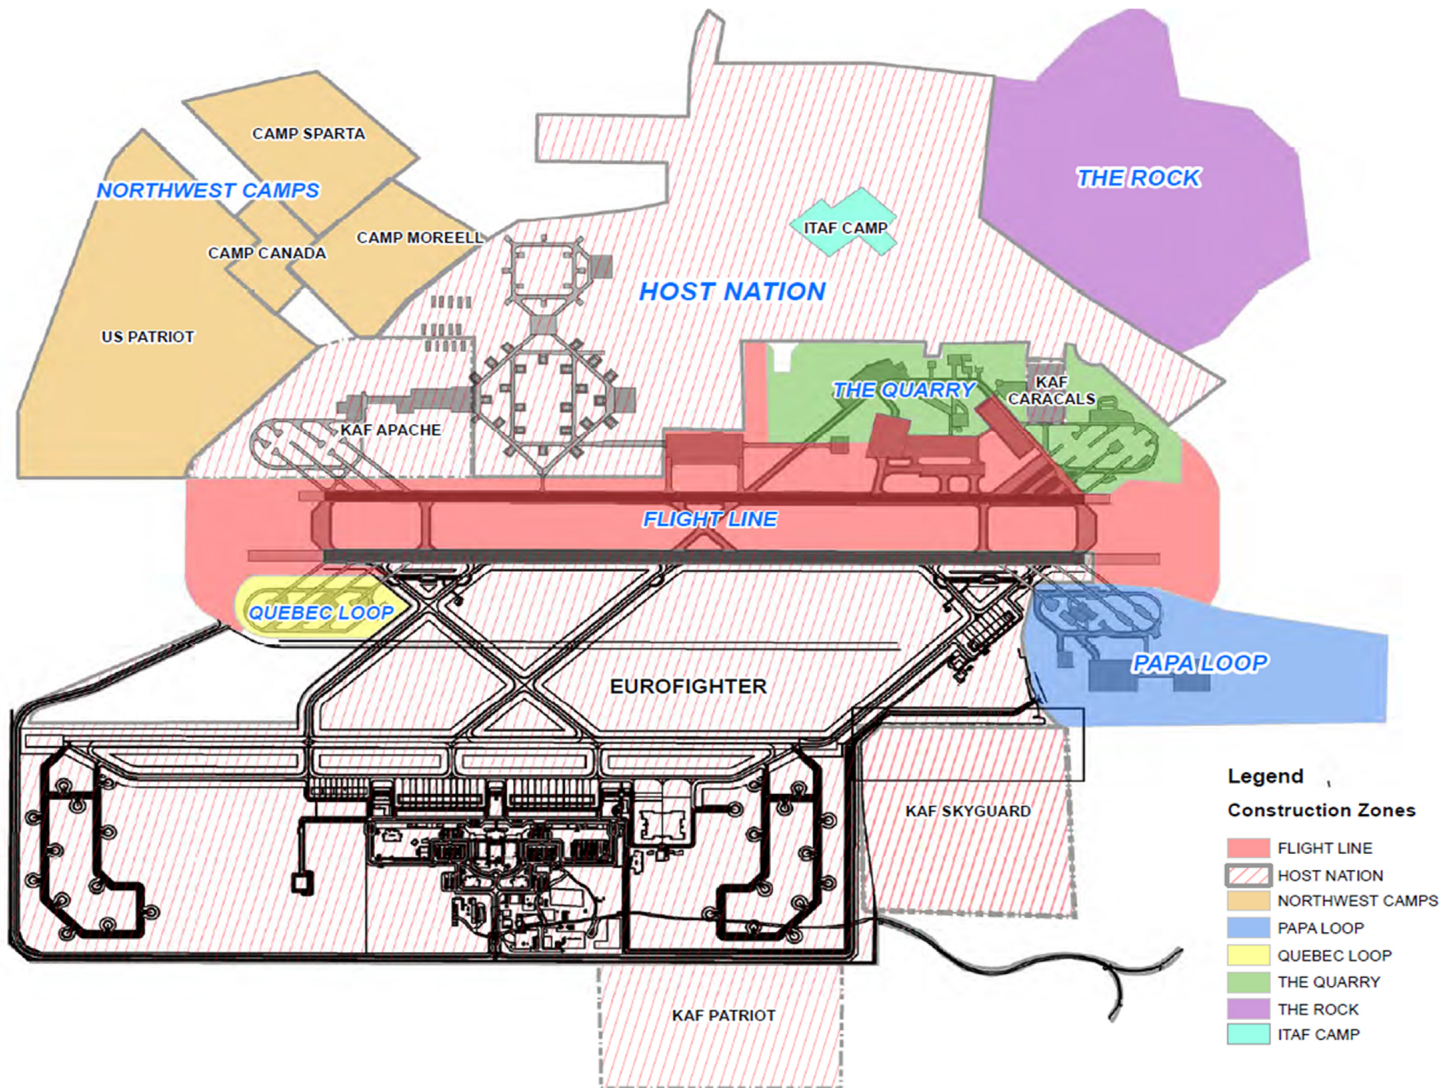 CAMP SPARTA
NORTHWEST CAMPS
THE ROCK
CAMP CANADA
CAMP MOREELL
ITAF CAMP
HOST NATION
US PATRIOT
THE QUARRY
KAF
CARACALS
KAF APACHE
FLIGHT LINE
QUEBEC LOOP
PAPA LOOP
EUROFIGHTER
KAF SKYGUARD
KAF PATRIOT
Legend
Construction Zones
FLIGHT LINE
HOST NATION
NORTHWEST CAMPS
PAPA LOOP
QUEBEC LOOP
THE QUARRY
THE ROCK
ITAF CAMP